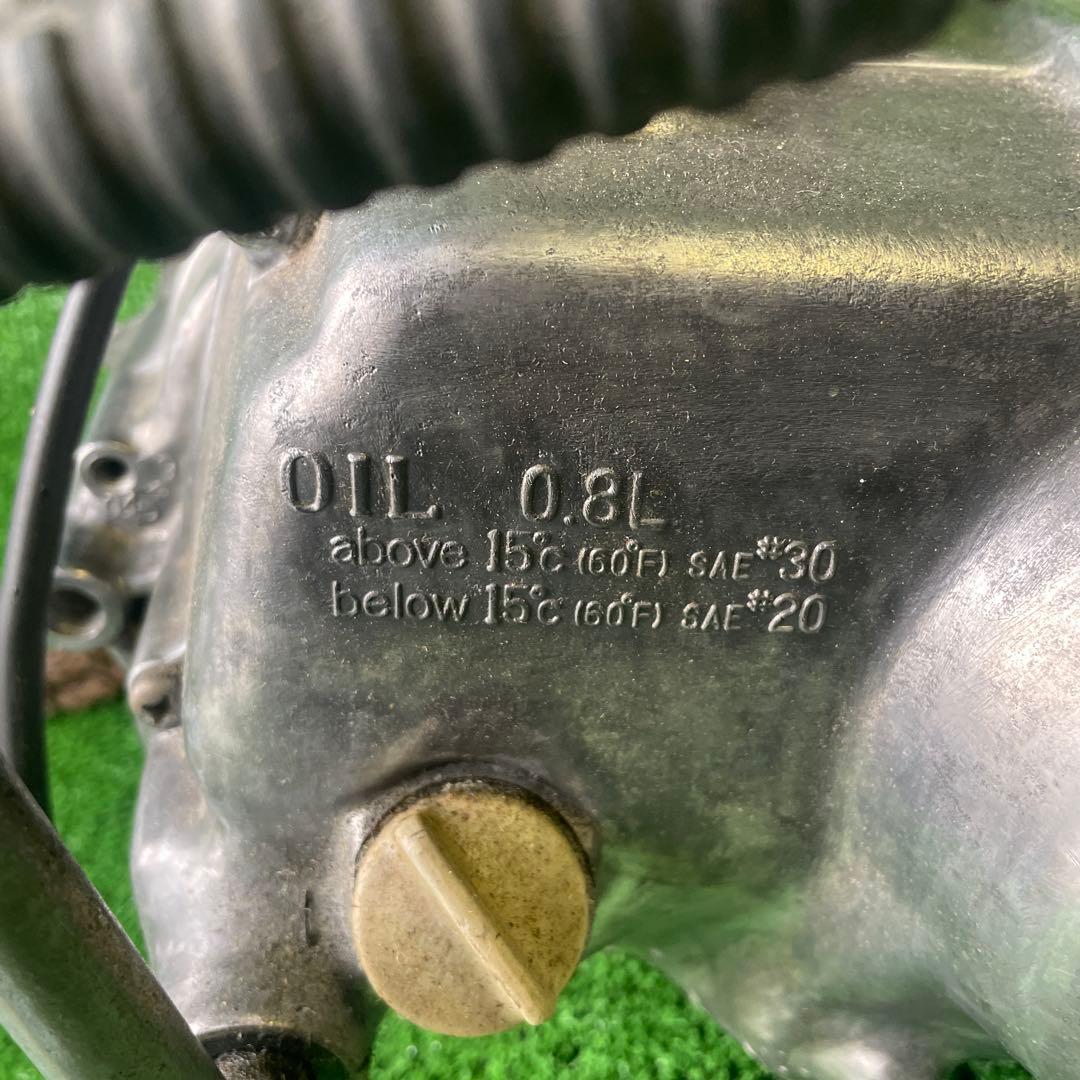 OIL 0.8L
above 15°C (60°F) SAE #30
below 15°C (60°F) SAE #20